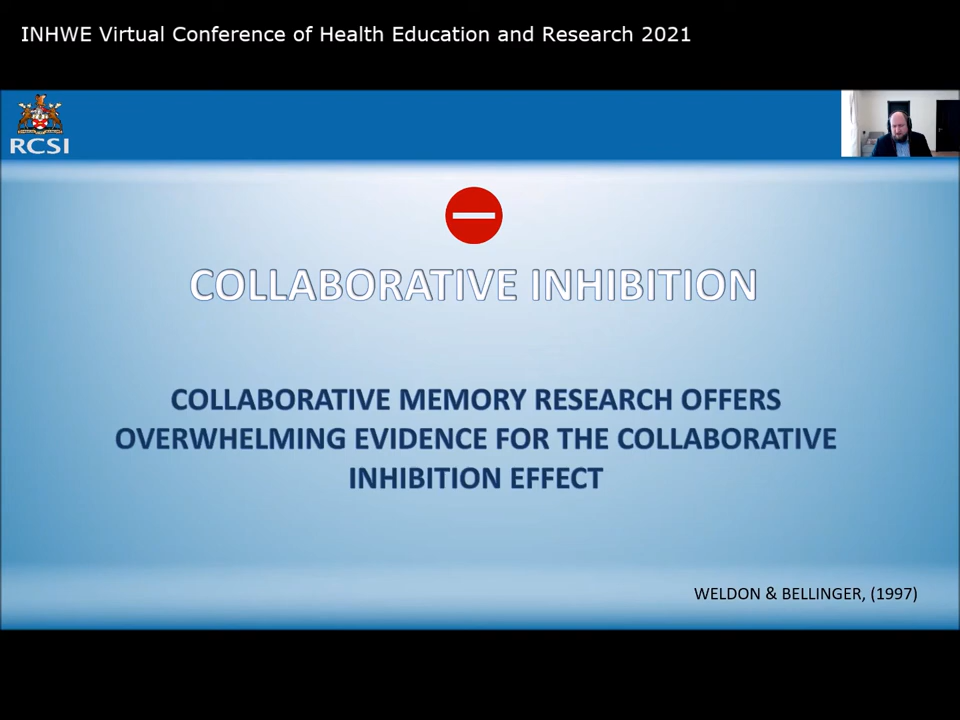 INHWE Virtual Conference of Health Education and Research 2021
RCSI
COLLABORATIVE INHIBITION
COLLABORATIVE MEMORY RESEARCH OFFERS
OVERWHELMING EVIDENCE FOR THE COLLABORATIVE
INHIBITION EFFECT
WELDON & BELLINGER, (1997)